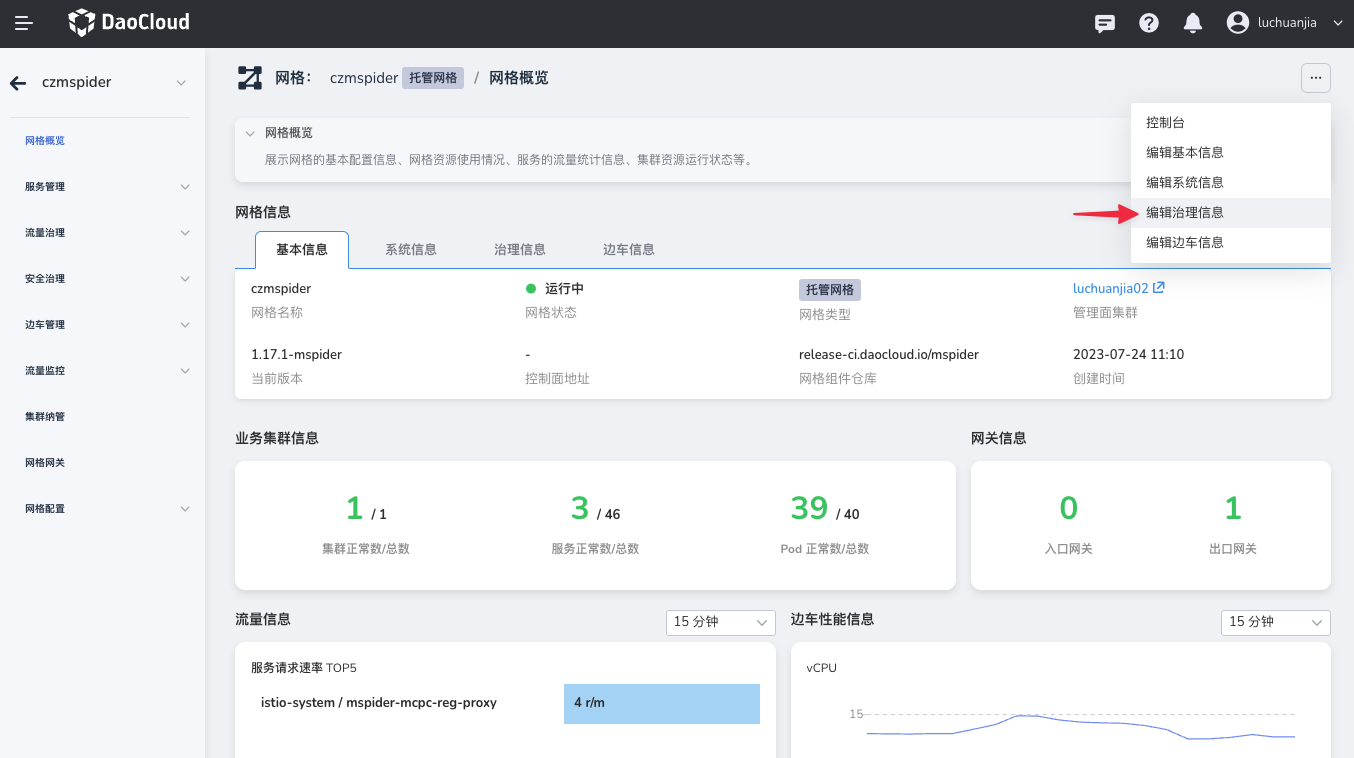 DaoCloud
luchuanjia
czmspider
网格概览
服务管理
流量治理
安全治理
边车管理
流量监控
集群纳管
网格网关
网格配置
网格： czmspider 托管网格 / 网格概览
网格概览
展示网格的基本配置信息、网格资源使用情况、服务的流量统计信息、集群资源运行状态等。
控制台
编辑基本信息
编辑系统信息
编辑治理信息
编辑边车信息
网格信息
基本信息 系统信息 治理信息 边车信息
czmspider 运行中 托管网格 luchuanjia02
网格名称 网格状态 网格类型 管理面集群
1.17.1-mspider - release-ci.daocloud.io/mspider 2023-07-24 11:10
当前版本 控制面地址 网格组件仓库 创建时间
业务集群信息
1 / 1 3 / 46 39 / 40
集群正常数/总数 服务正常数/总数 Pod 正常数/总数
网关信息
0 1
入口网关 出口网关
流量信息 15 分钟
服务请求速率 TOP5
istio-system / mspider-mcpc-reg-proxy 4 r/m
边车性能信息 15 分钟
vCPU
15